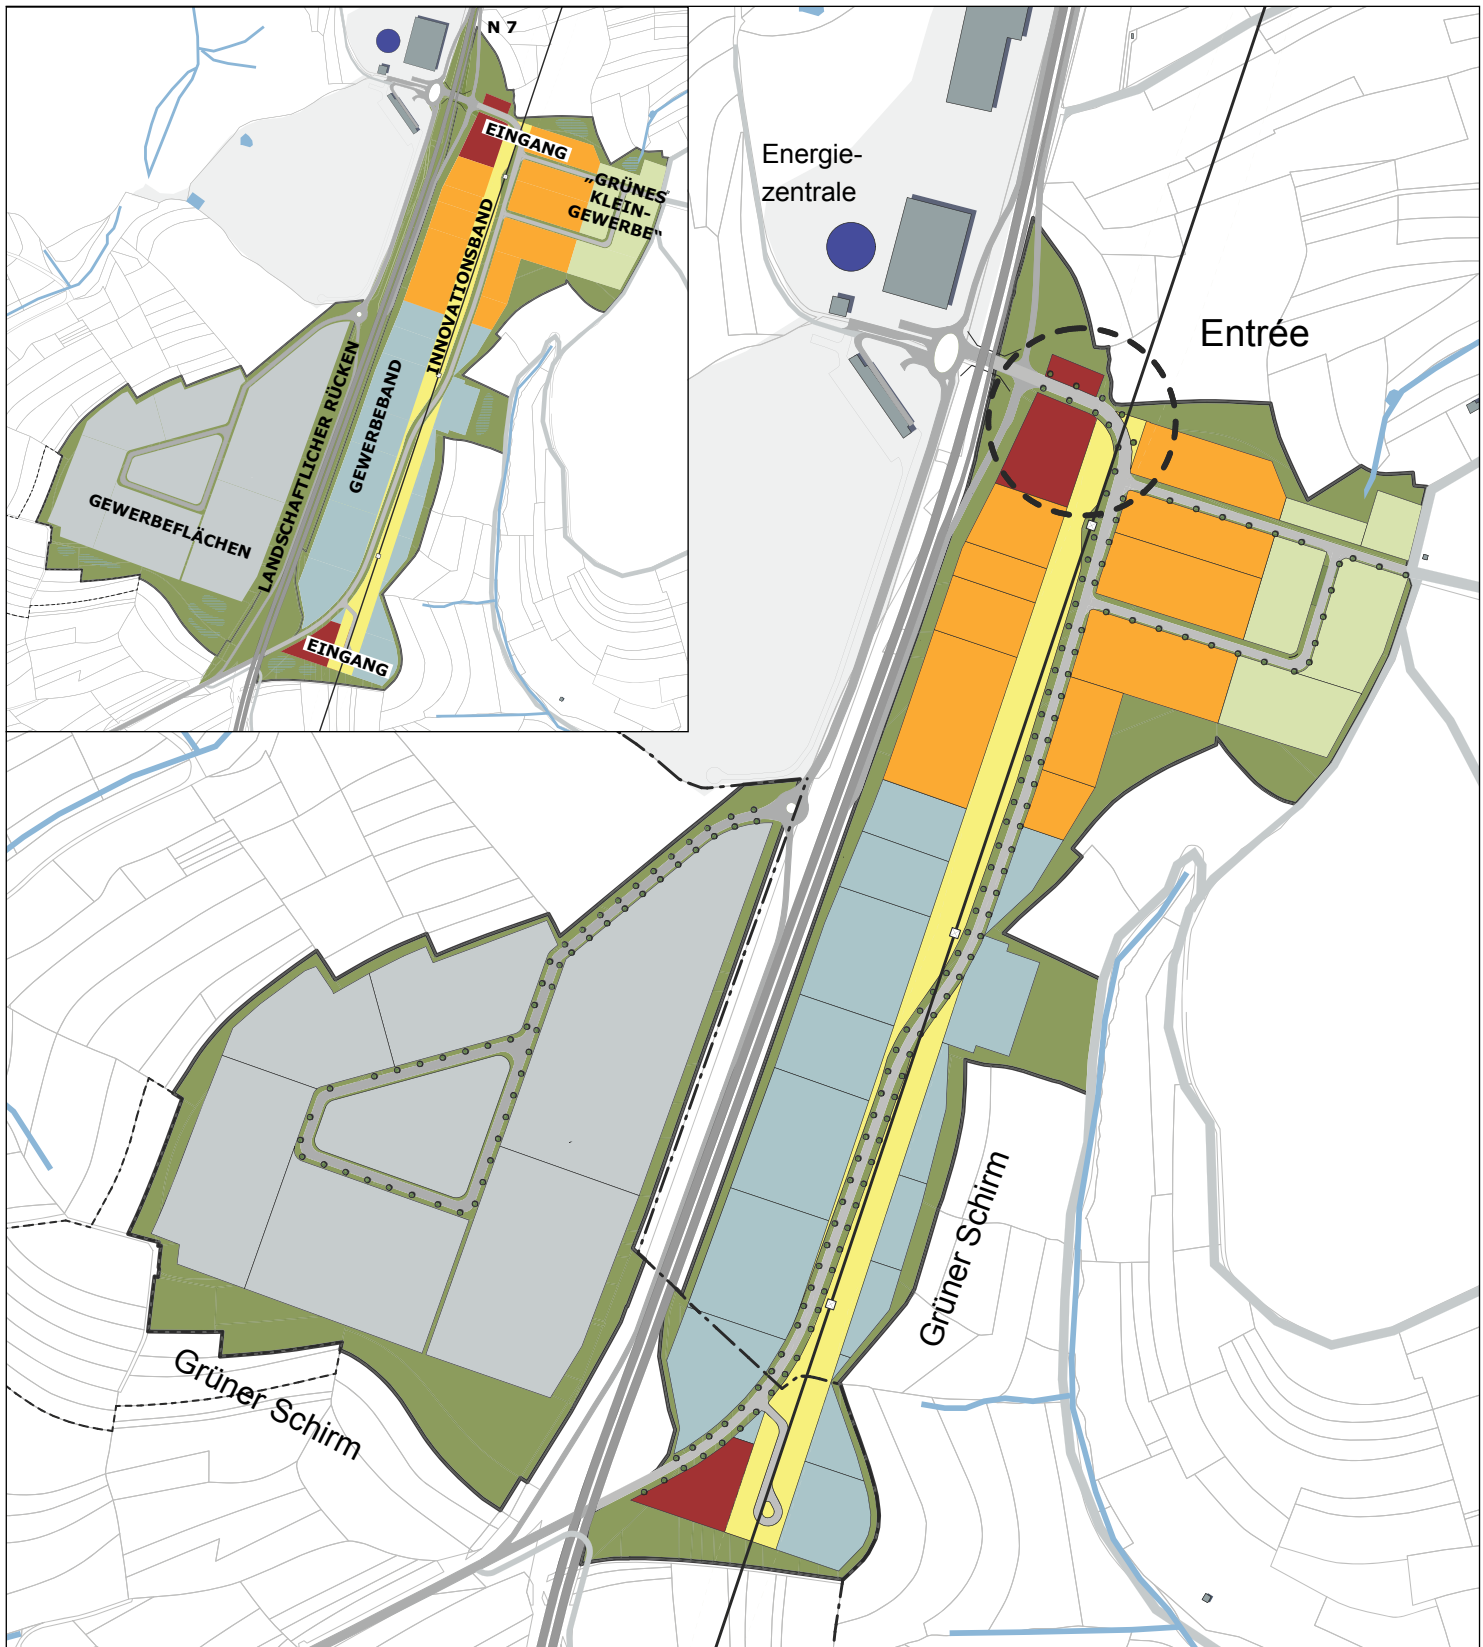 N 7
EINGANG
„GRÜNES
KLEIN-
GEWERBE"
INNOVATIONSBAND
GEWERBEBAND
LANDSCHAFTLICHER RÜCKEN
GEWERBEFLÄCHEN
EINGANG
Energie-
zentrale
Entrée
Grüner Schirm
Grüner Schirm